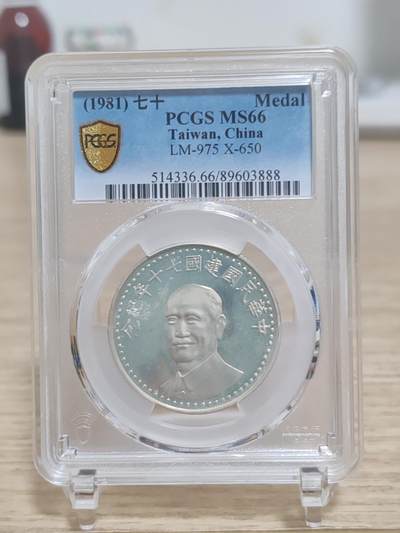 (1981) 七十 Medal
PCGS MS66
Taiwan, China
LM-975 X-650
514336.66/89603888
PCGS
中華民國建國七十年紀念